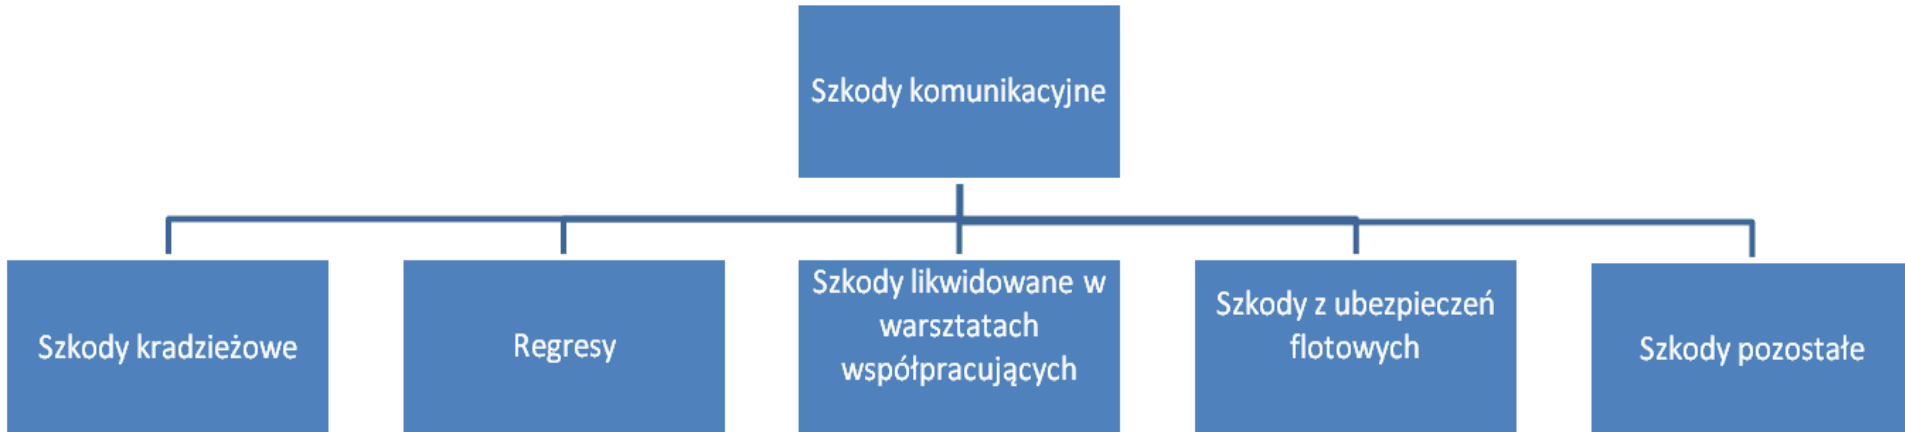 Szkody komunikacyjne
Szkody kradzieżowe
Regresy
Szkody likwidowane w
warsztatach
współpracujących
Szkody z ubezpieczeń
flotowych
Szkody pozostałe